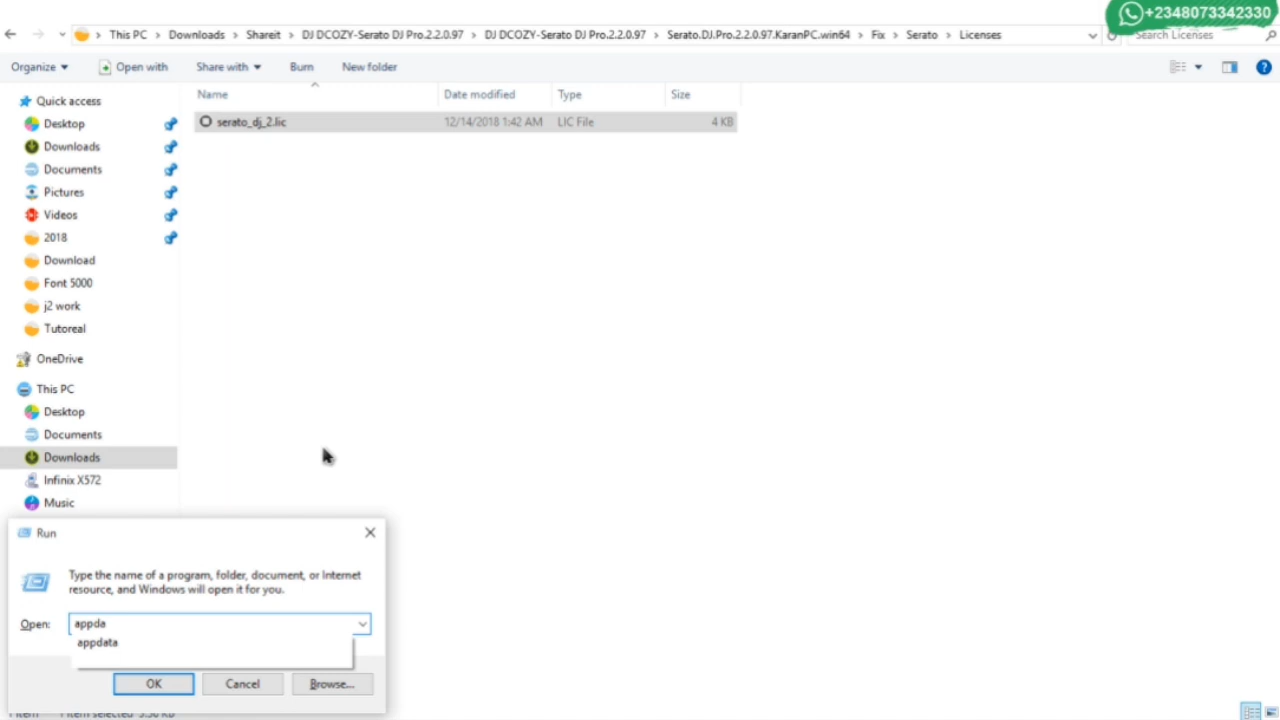 +2348073342330
This PC > Downloads > Shareit > DJ DCOZY-Serato DJ Pro.2.2.0.97 > DJ DCOZY-Serato DJ Pro.2.2.0.97 > Serato.DJ.Pro.2.2.0.97.KaranPC.win64 > Fix > Serato > Licenses
Search Licenses
Organize Open with Share with Burn New folder
Name Date modified Type Size
serato_dj_2.lic 12/14/2018 1:42 AM LIC File 4 KB
Quick access
Desktop
Downloads
Documents
Pictures
Videos
2018
Download
Font 5000
j2 work
Tutoreal
OneDrive
This PC
Desktop
Documents
Downloads
Infinix X572
Music
Run
Type the name of a program, folder, document, or Internet
resource, and Windows will open it for you.
Open: appda
appdata
OK Cancel Browse...